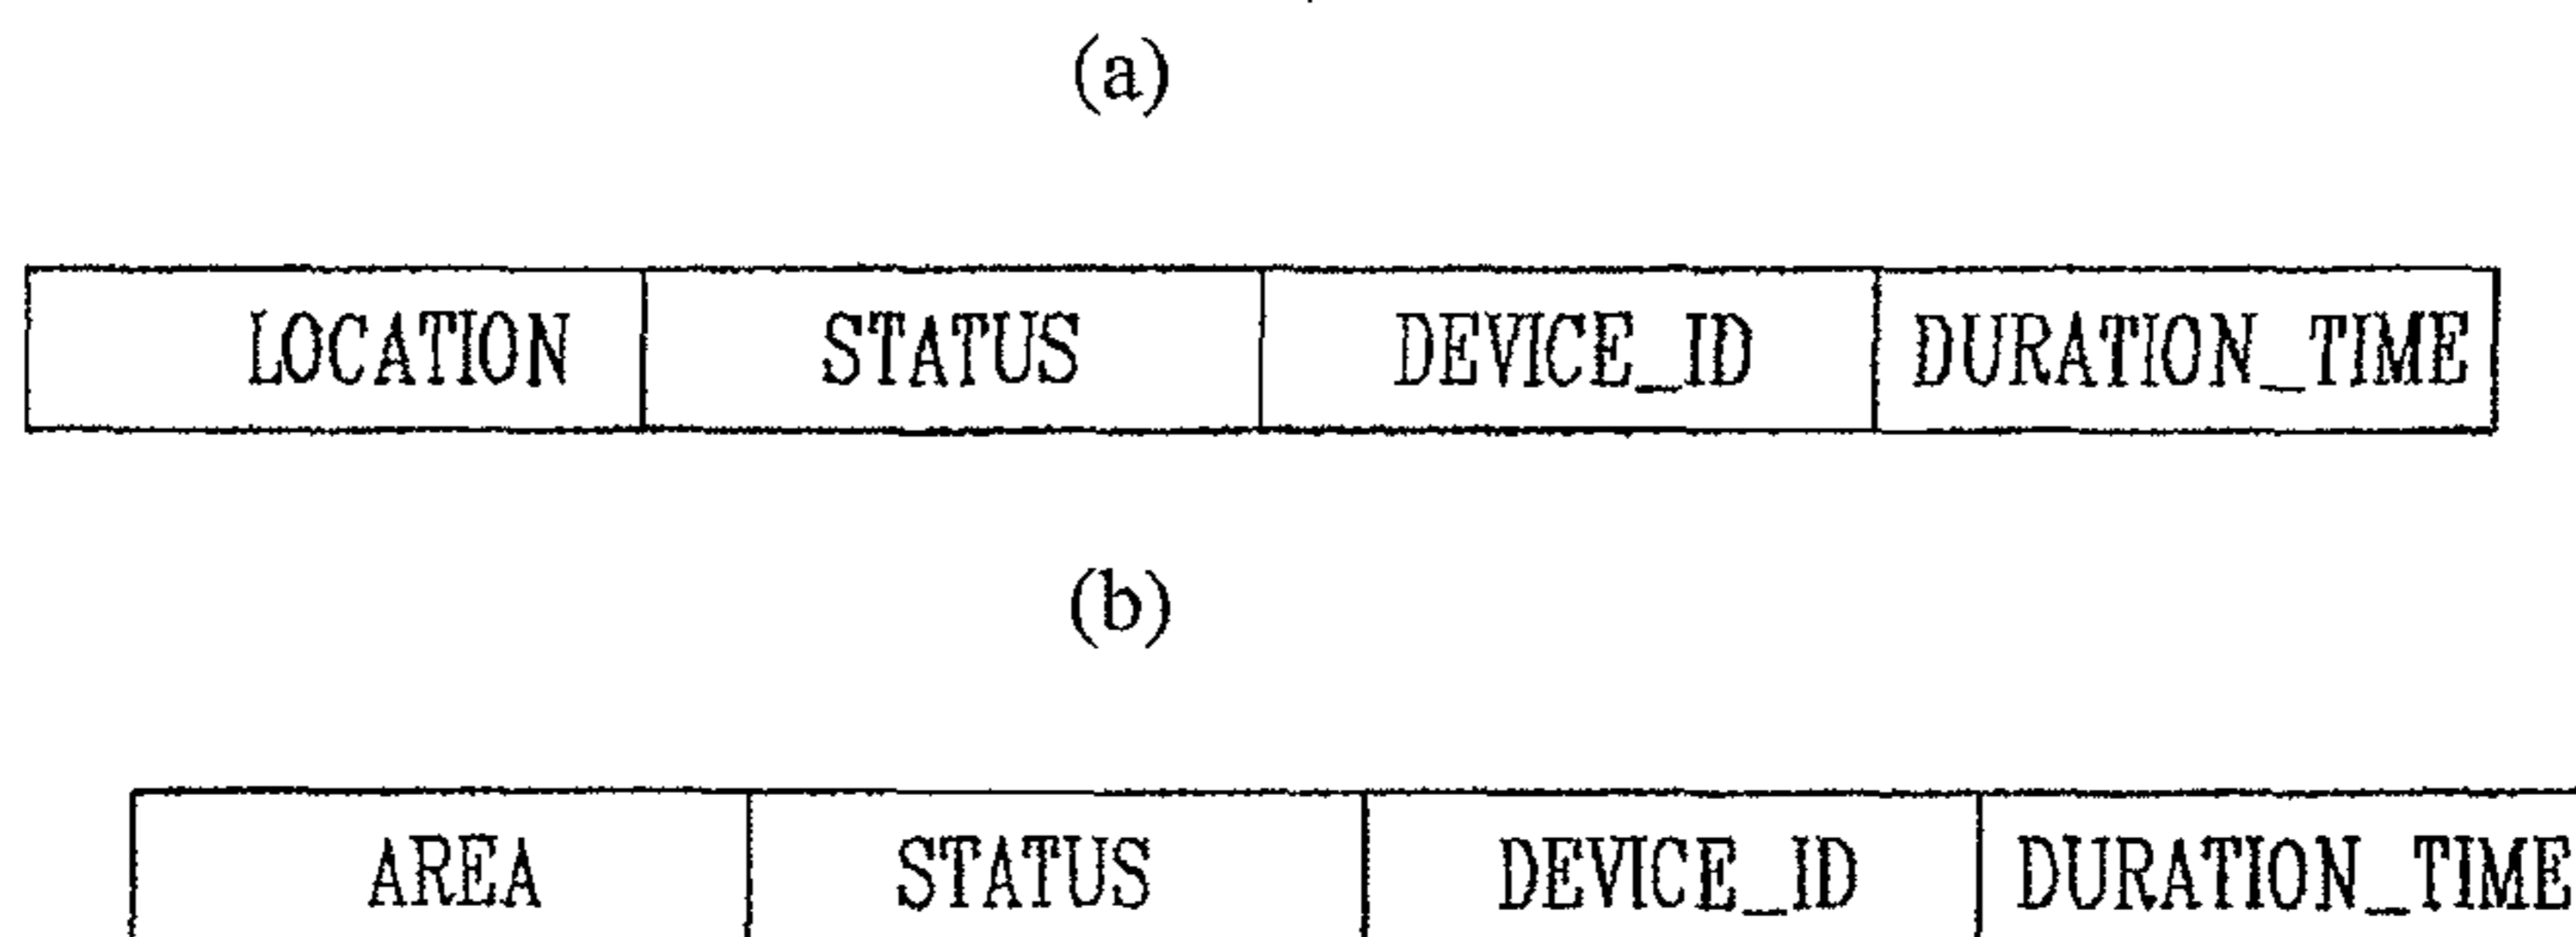 (a)
LOCATION STATUS DEVICE_ID DURATION_TIME
(b)
AREA STATUS DEVICE_ID DURATION_TIME